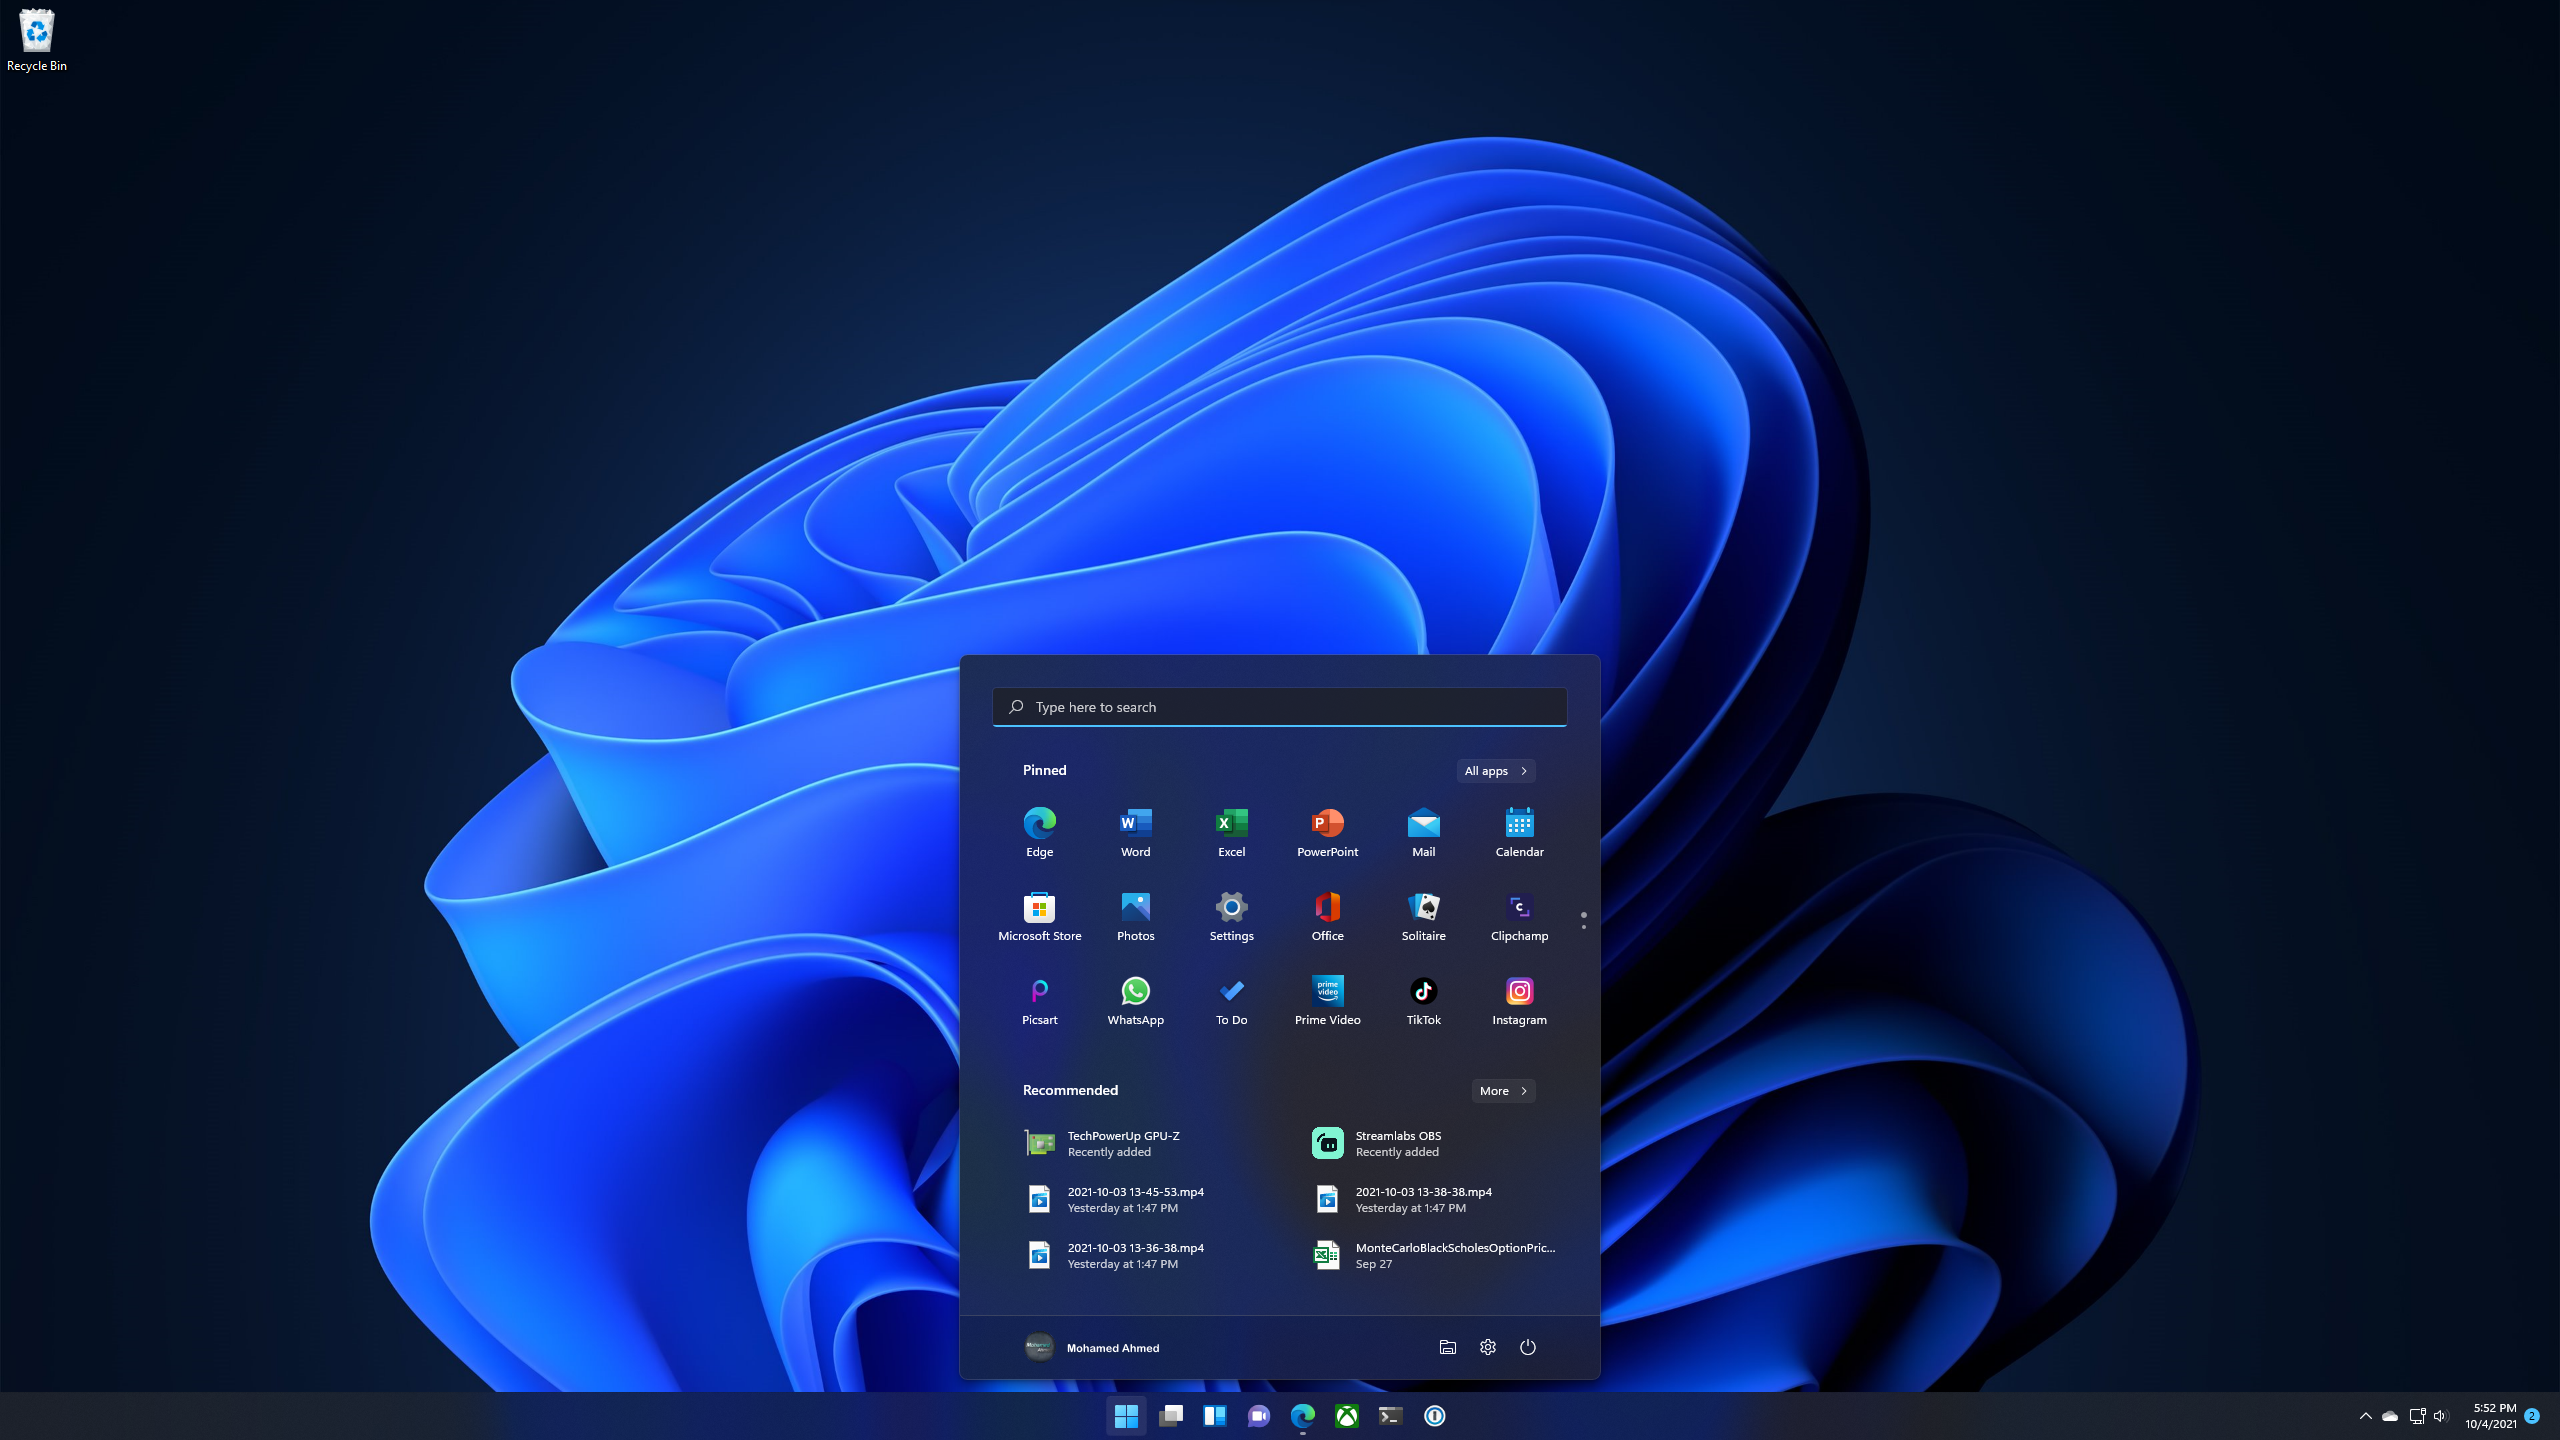 Recycle Bin
Type here to search
Pinned
All apps
Edge
Word
Excel
PowerPoint
Mail
Calendar
Microsoft Store
Photos
Settings
Office
Solitaire
Clipchamp
prime
video
Picsart
WhatsApp
To Do
Prime Video
TikTok
Instagram
Recommended
More
TechPowerUp GPU-Z
Recently added
Streamlabs OBS
Recently added
2021-10-03 13-45-53.mp4
Yesterday at 1:47 PM
2021-10-03 13-38-38.mp4
Yesterday at 1:47 PM
2021-10-03 13-36-38.mp4
Yesterday at 1:47 PM
MonteCarloBlackScholesOptionPric...
Sep 27
Mohamed Ahmed
5:52 PM
10/4/2021
2